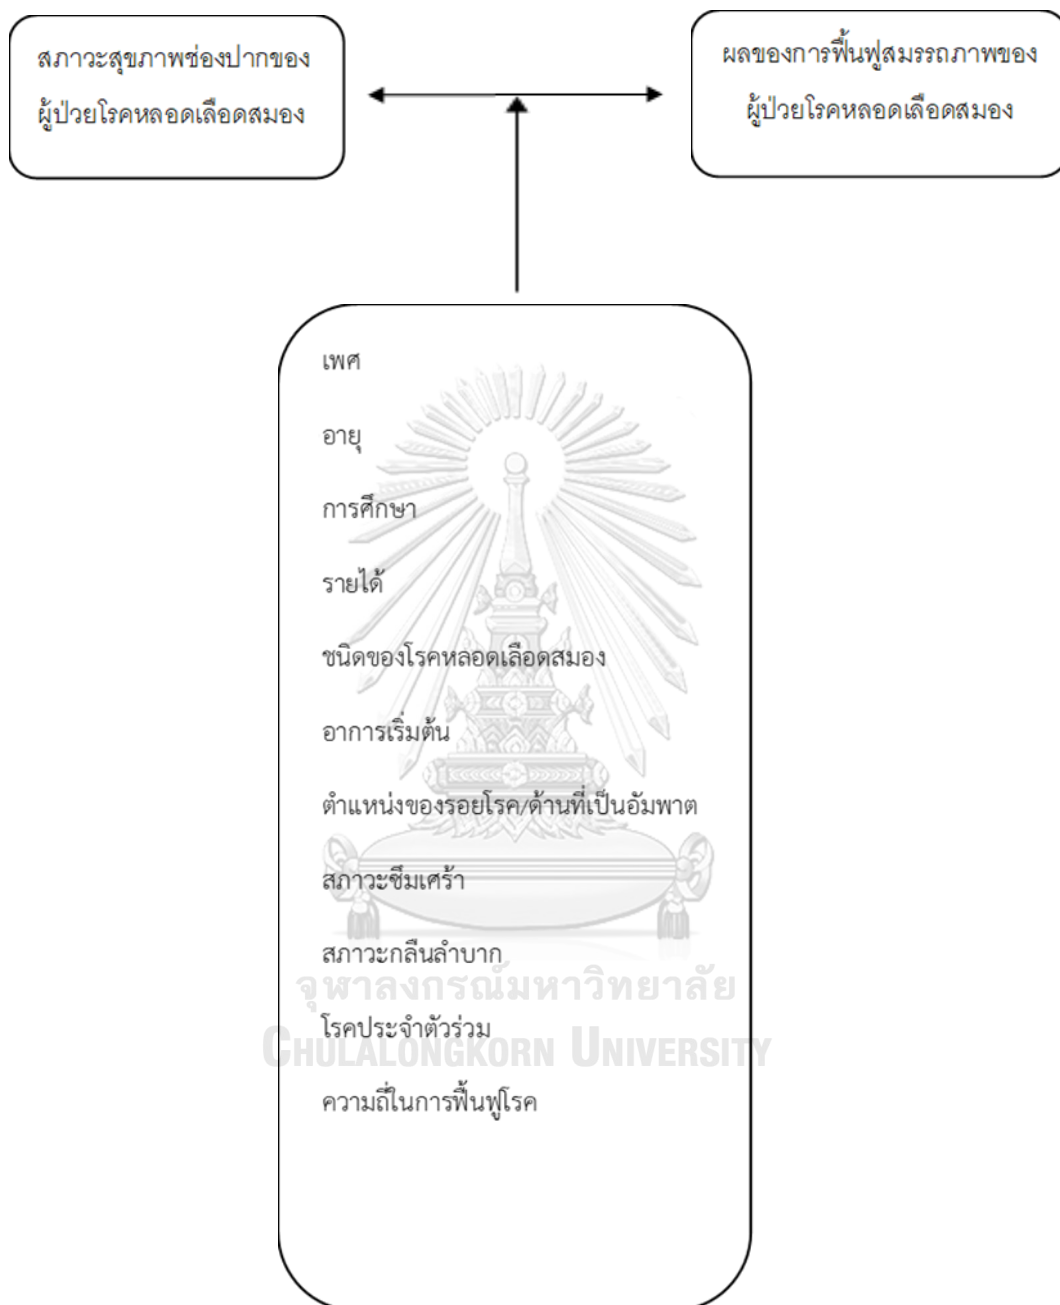 สภาวะสุขภาพช่องปากของ
ผู้ป่วยโรคหลอดเลือดสมอง
ผลของการฟื้นฟูสมรรถภาพของ
ผู้ป่วยโรคหลอดเลือดสมอง
เพศ
อายุ
การศึกษา
รายได้
ชนิดของโรคหลอดเลือดสมอง
อาการเริ่มต้น
ตำแหน่งของรอยโรค/ด้านที่เป็นอัมพาต
สภาวะซึมเศร้า
สภาวะกลืนลำบาก
จุฬาลงกรณ์มหาวิทยาลัย
โรคประจำตัวร่วม
CHULALONGKORN UNIVERSITY
ความถี่ในการฟื้นฟูโรค